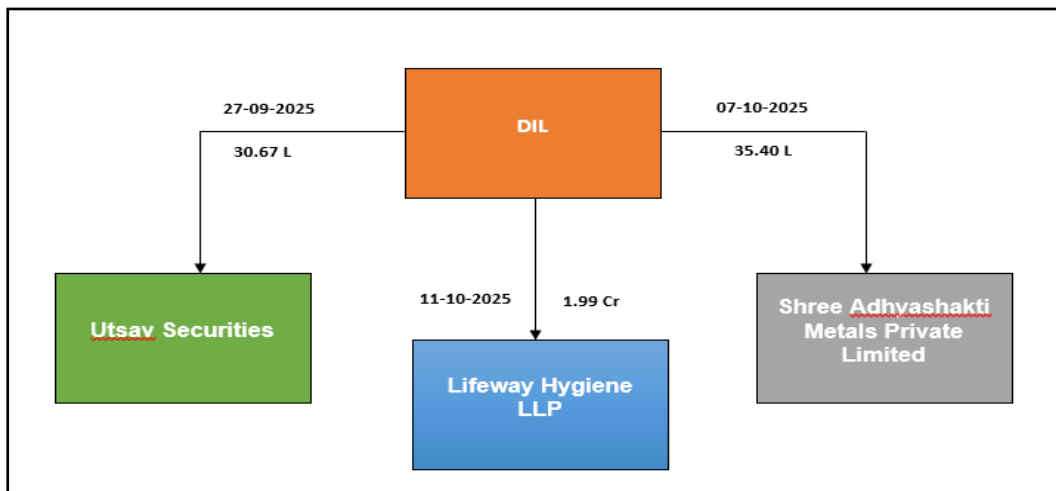 DIL
27-09-2025
30.67 L
07-10-2025
35.40 L
Utsav Securities
11-10-2025
1.99 Cr
Lifeway Hygiene
LLP
Shree Adhyashakti
Metals Private
Limited